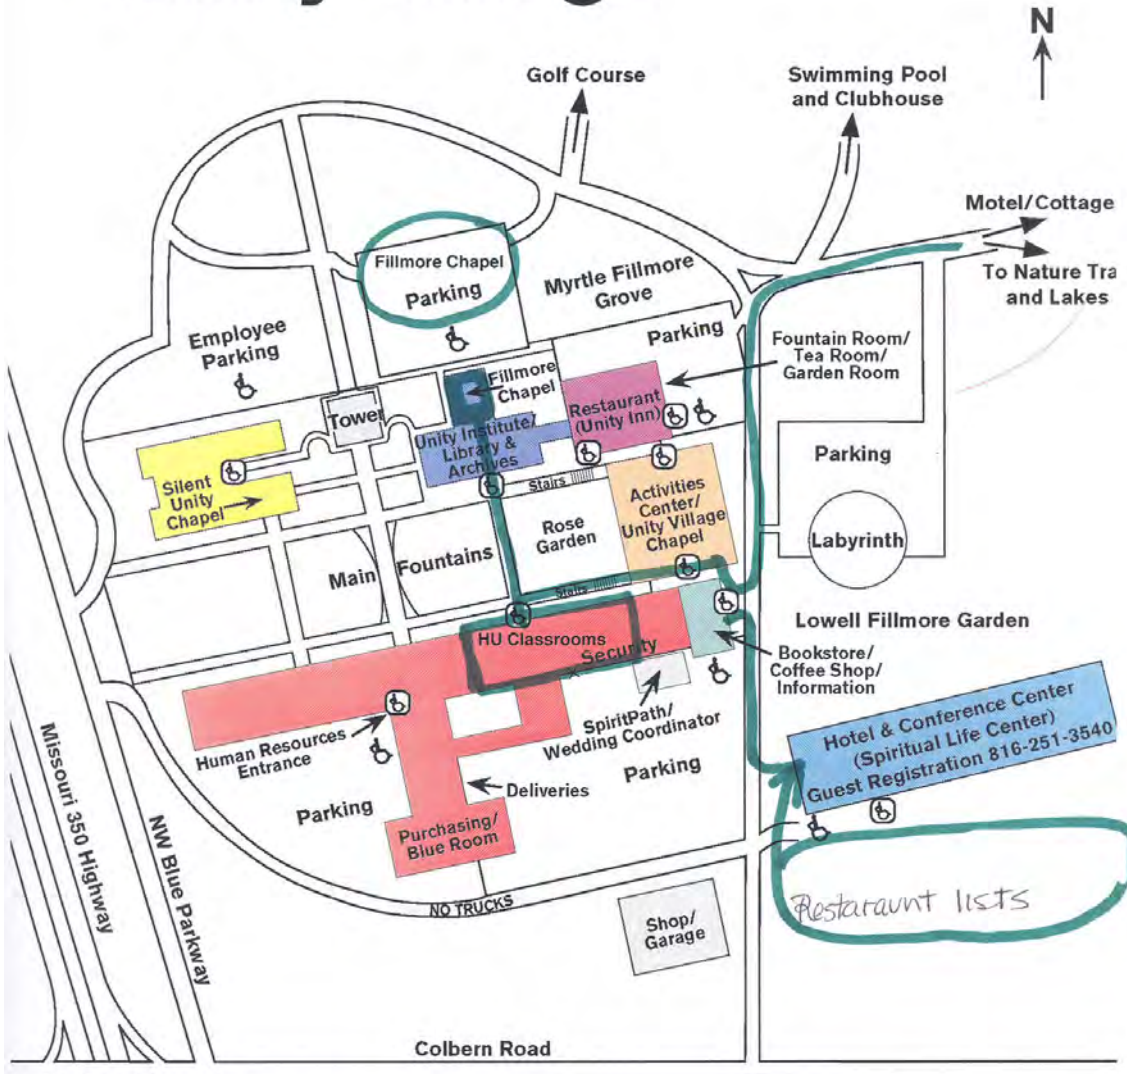 N
Golf Course
Swimming Pool
and Clubhouse
Motel/Cottage
To Nature Tra
and Lakes
Fillmore Chapel
Parking
Myrtle Fillmore
Grove
Employee
Parking
Parking
Fountain Room/
Tea Room/
Garden Room
Fillmore
Chapel
Tower
Restaurant
(Unity Inn)
Unity Institute/
Library &
Archives
Silent
Unity
Chapel
Stairs
Activities
Center/
Unity Village
Chapel
Parking
Rose
Garden
Labyrinth
Main Fountains
Stairs
HU Classrooms
Security
Lowell Fillmore Garden
Bookstore/
Coffee Shop/
Information
SpiritPath/
Wedding Coordinator
Human Resources
Entrance
Hotel & Conference Center
(Spiritual Life Center)
Guest Registration 816-251-3540
Deliveries
Parking
Parking
Purchasing/
Blue Room
Missouri 350 Highway
NW Blue Parkway
NO TRUCKS
Restaraunt lists
Shop/
Garage
Colbern Road